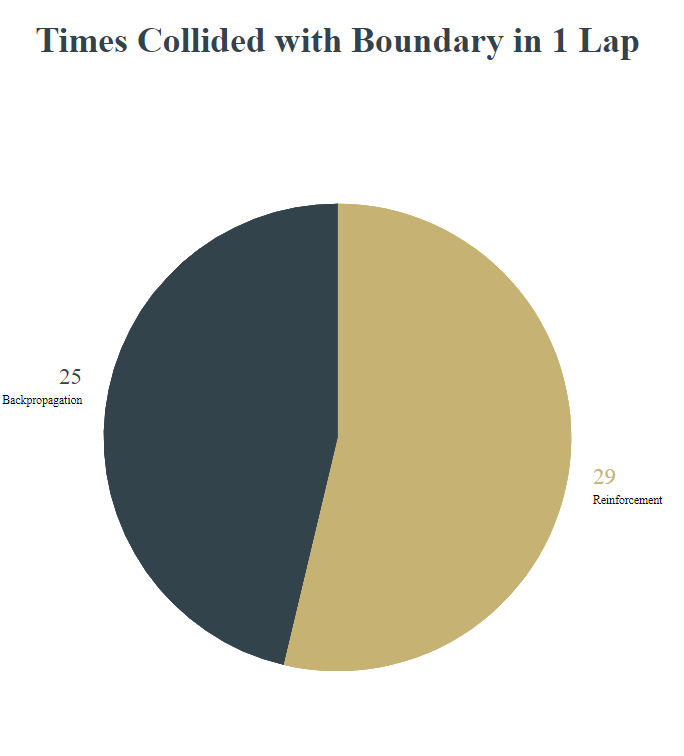 Times Collided with Boundary in 1 Lap
25
Backpropagation
29
Reinforcement